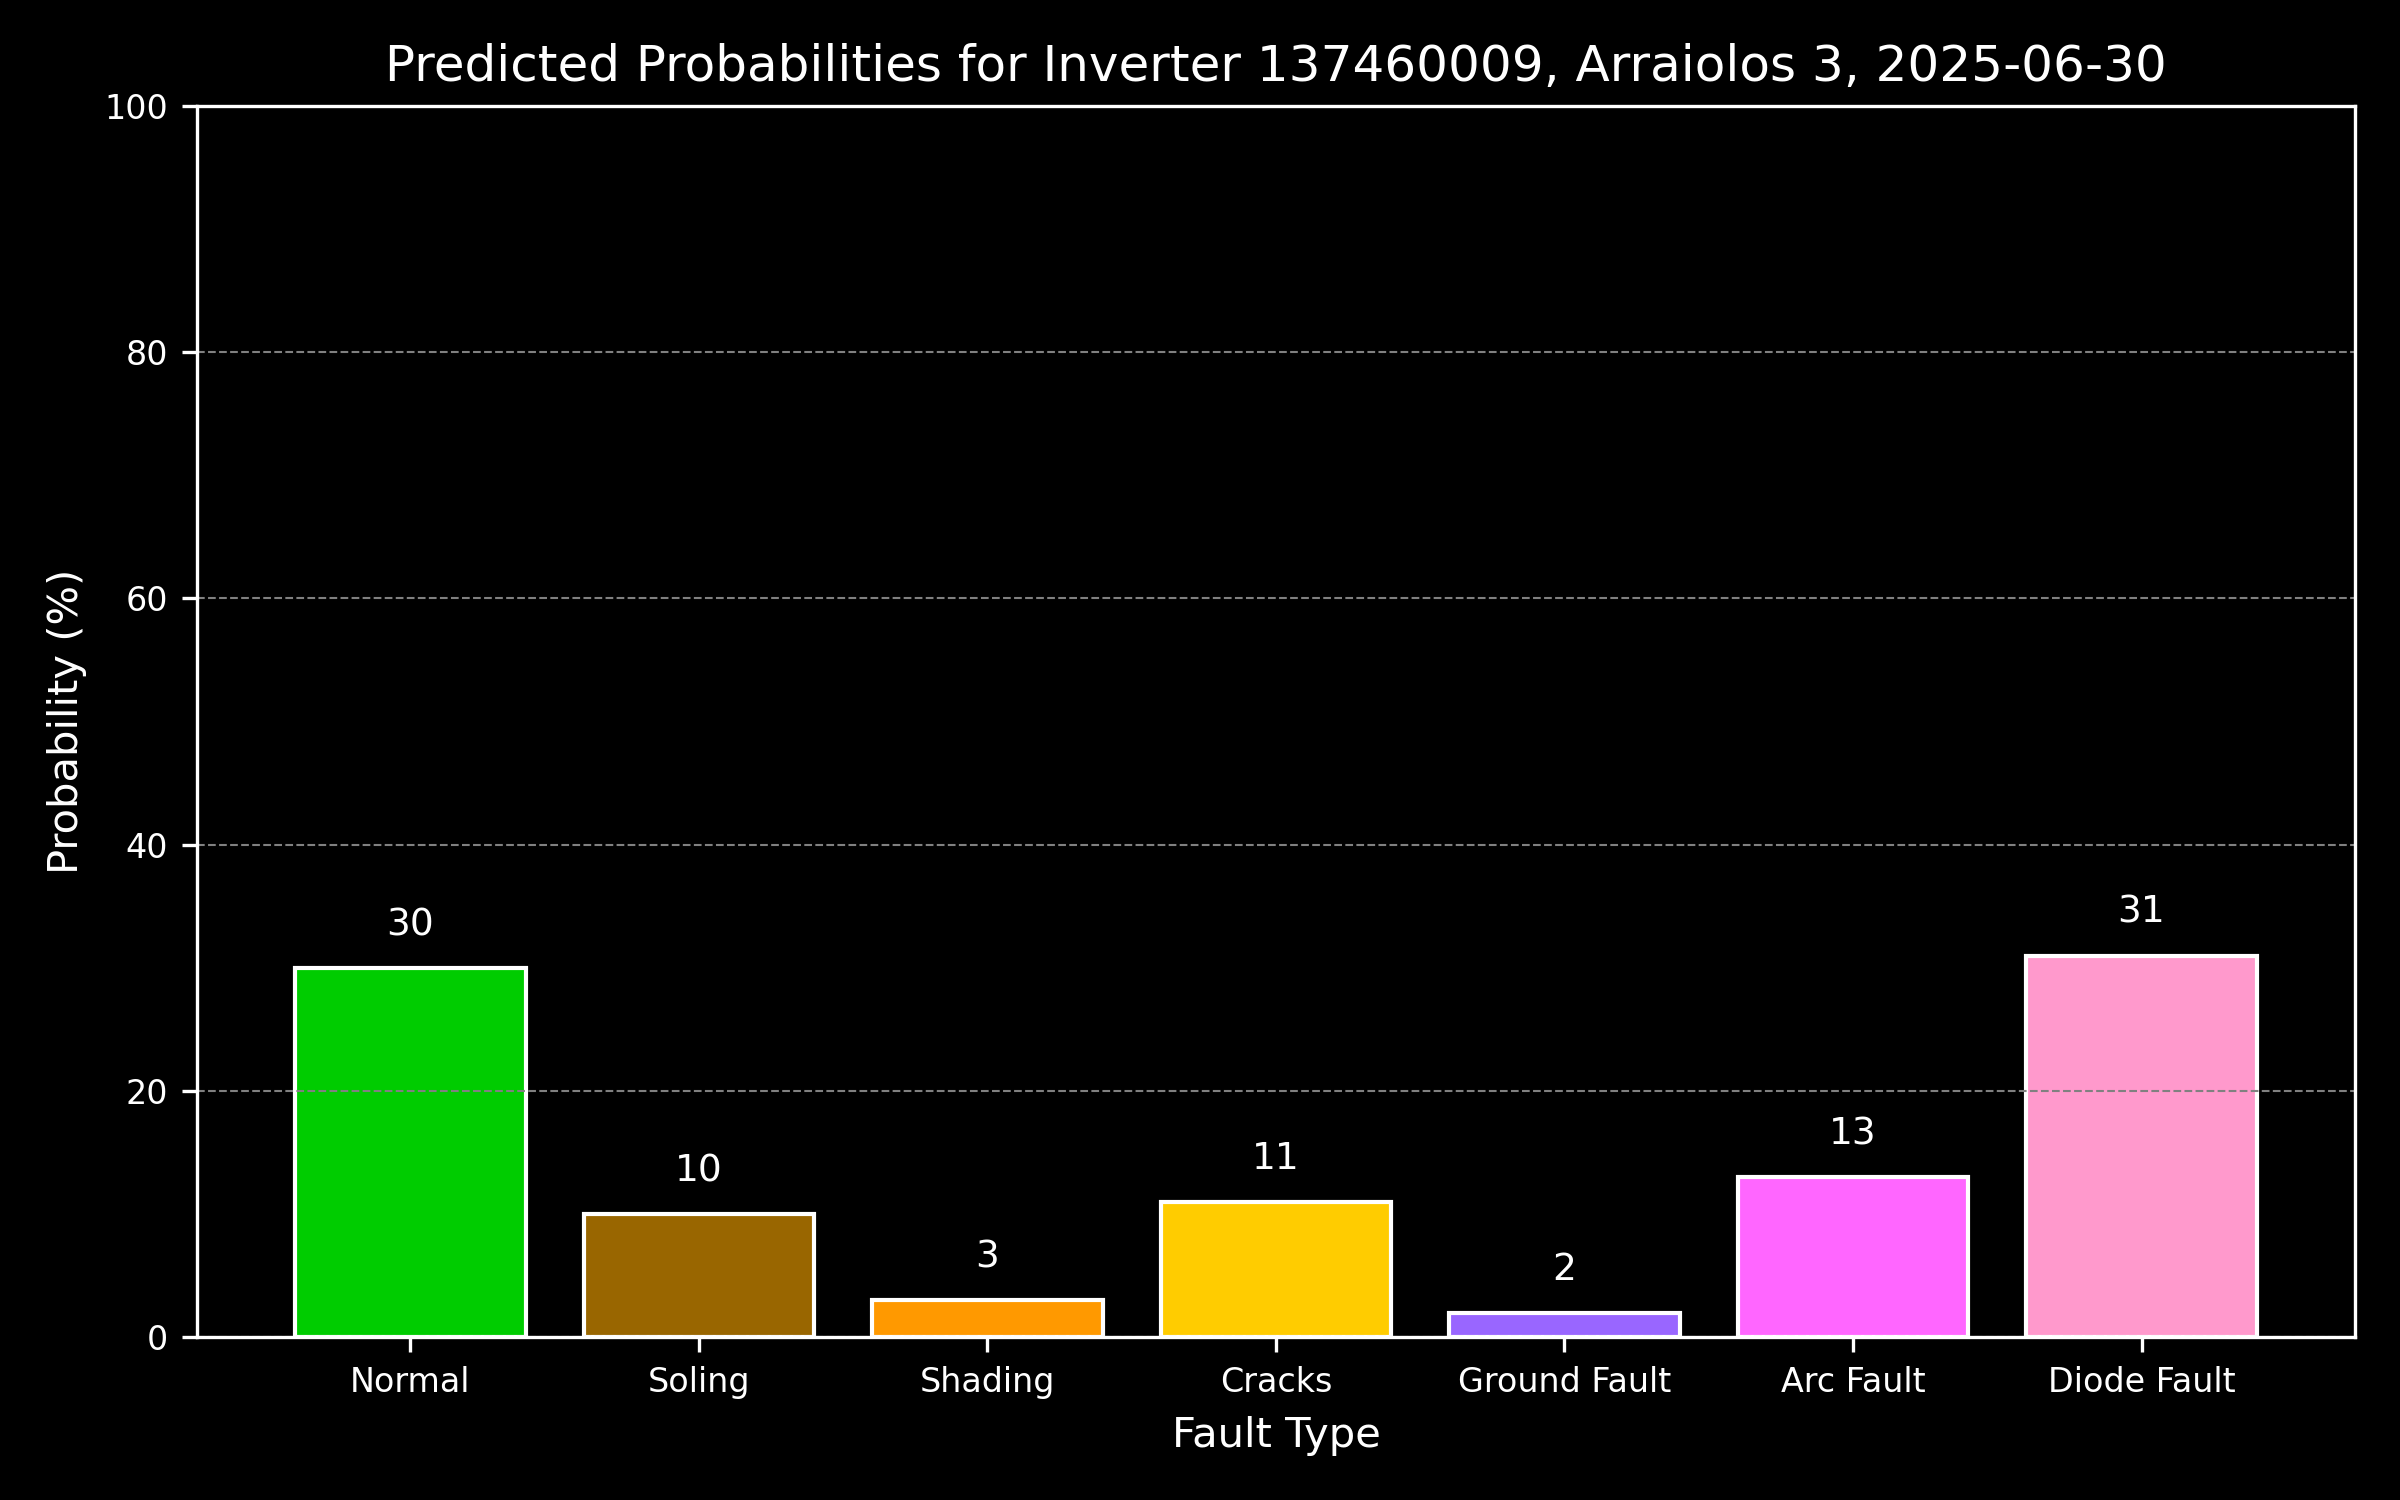 Predicted Probabilities for Inverter 137460009, Arraiolos 3, 2025-06-30
Probability (%)
100
80
60
40
20
0
30
10
3
11
2
13
31
Normal
Soling
Shading
Cracks
Ground Fault
Arc Fault
Diode Fault
Fault Type